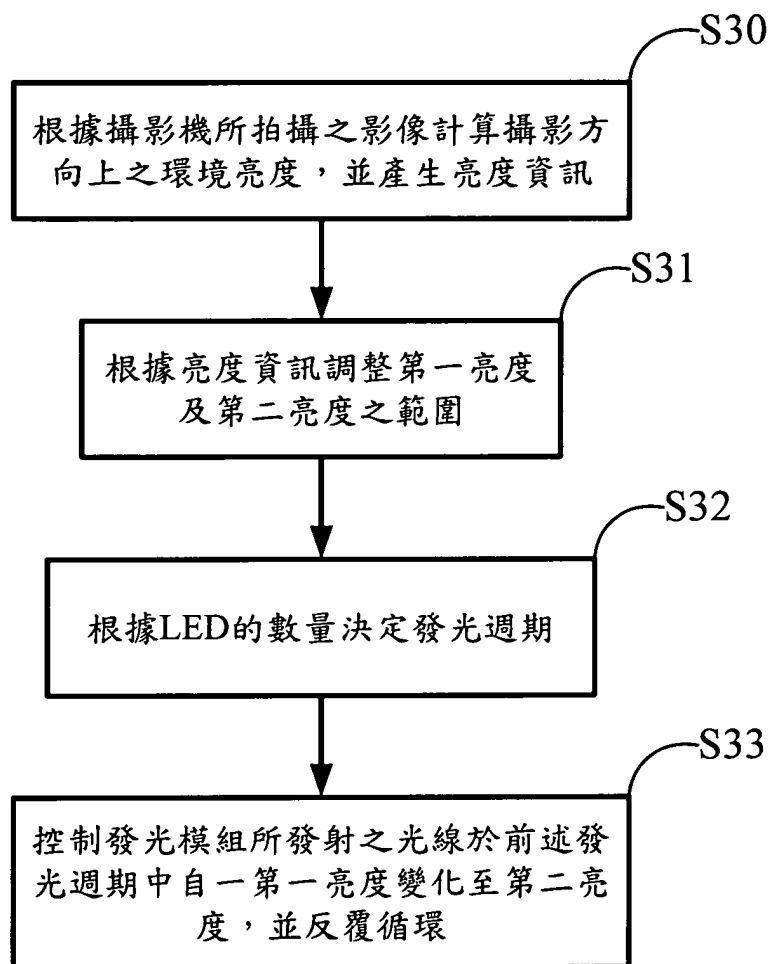 S30
根據攝影機所拍攝之影像計算攝影方
向上之環境亮度，並產生亮度資訊
S31
根據亮度資訊調整第一亮度
及第二亮度之範圍
S32
根據LED的數量決定發光週期
S33
控制發光模組所發射之光線於前述發
光週期中自一第一亮度變化至第二亮
度，並反覆循環